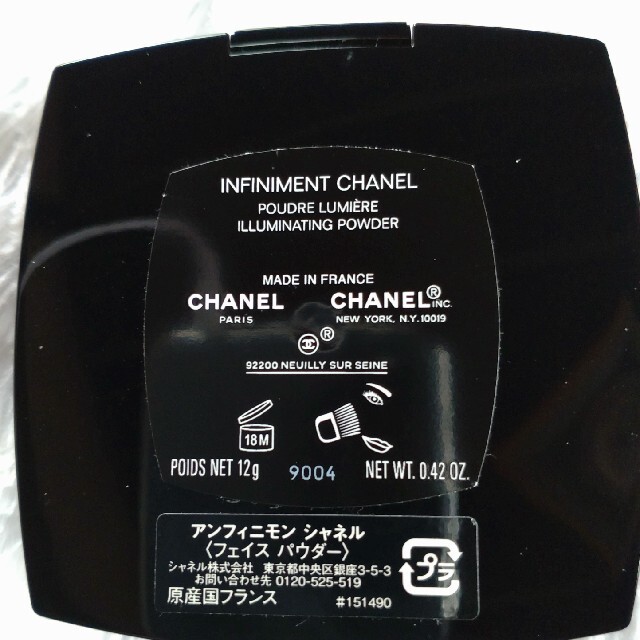 INFINIMENT CHANEL
POUDRE LUMIÈRE
ILLUMINATING POWDER
MADE IN FRANCE
CHANEL CHANEL® INC.
PARIS NEW YORK, N.Y. 10019
®
92200 NEUILLY SUR SEINE
18M
POIDS NET 12g 9004 NET WT. 0.42 OZ.
アンフィニモン シャネル
〈フェイス パウダー〉
シャネル株式会社 東京都中央区銀座3-5-3
お問い合わせ先 0120-525-519
原産国フランス #151490
プラ